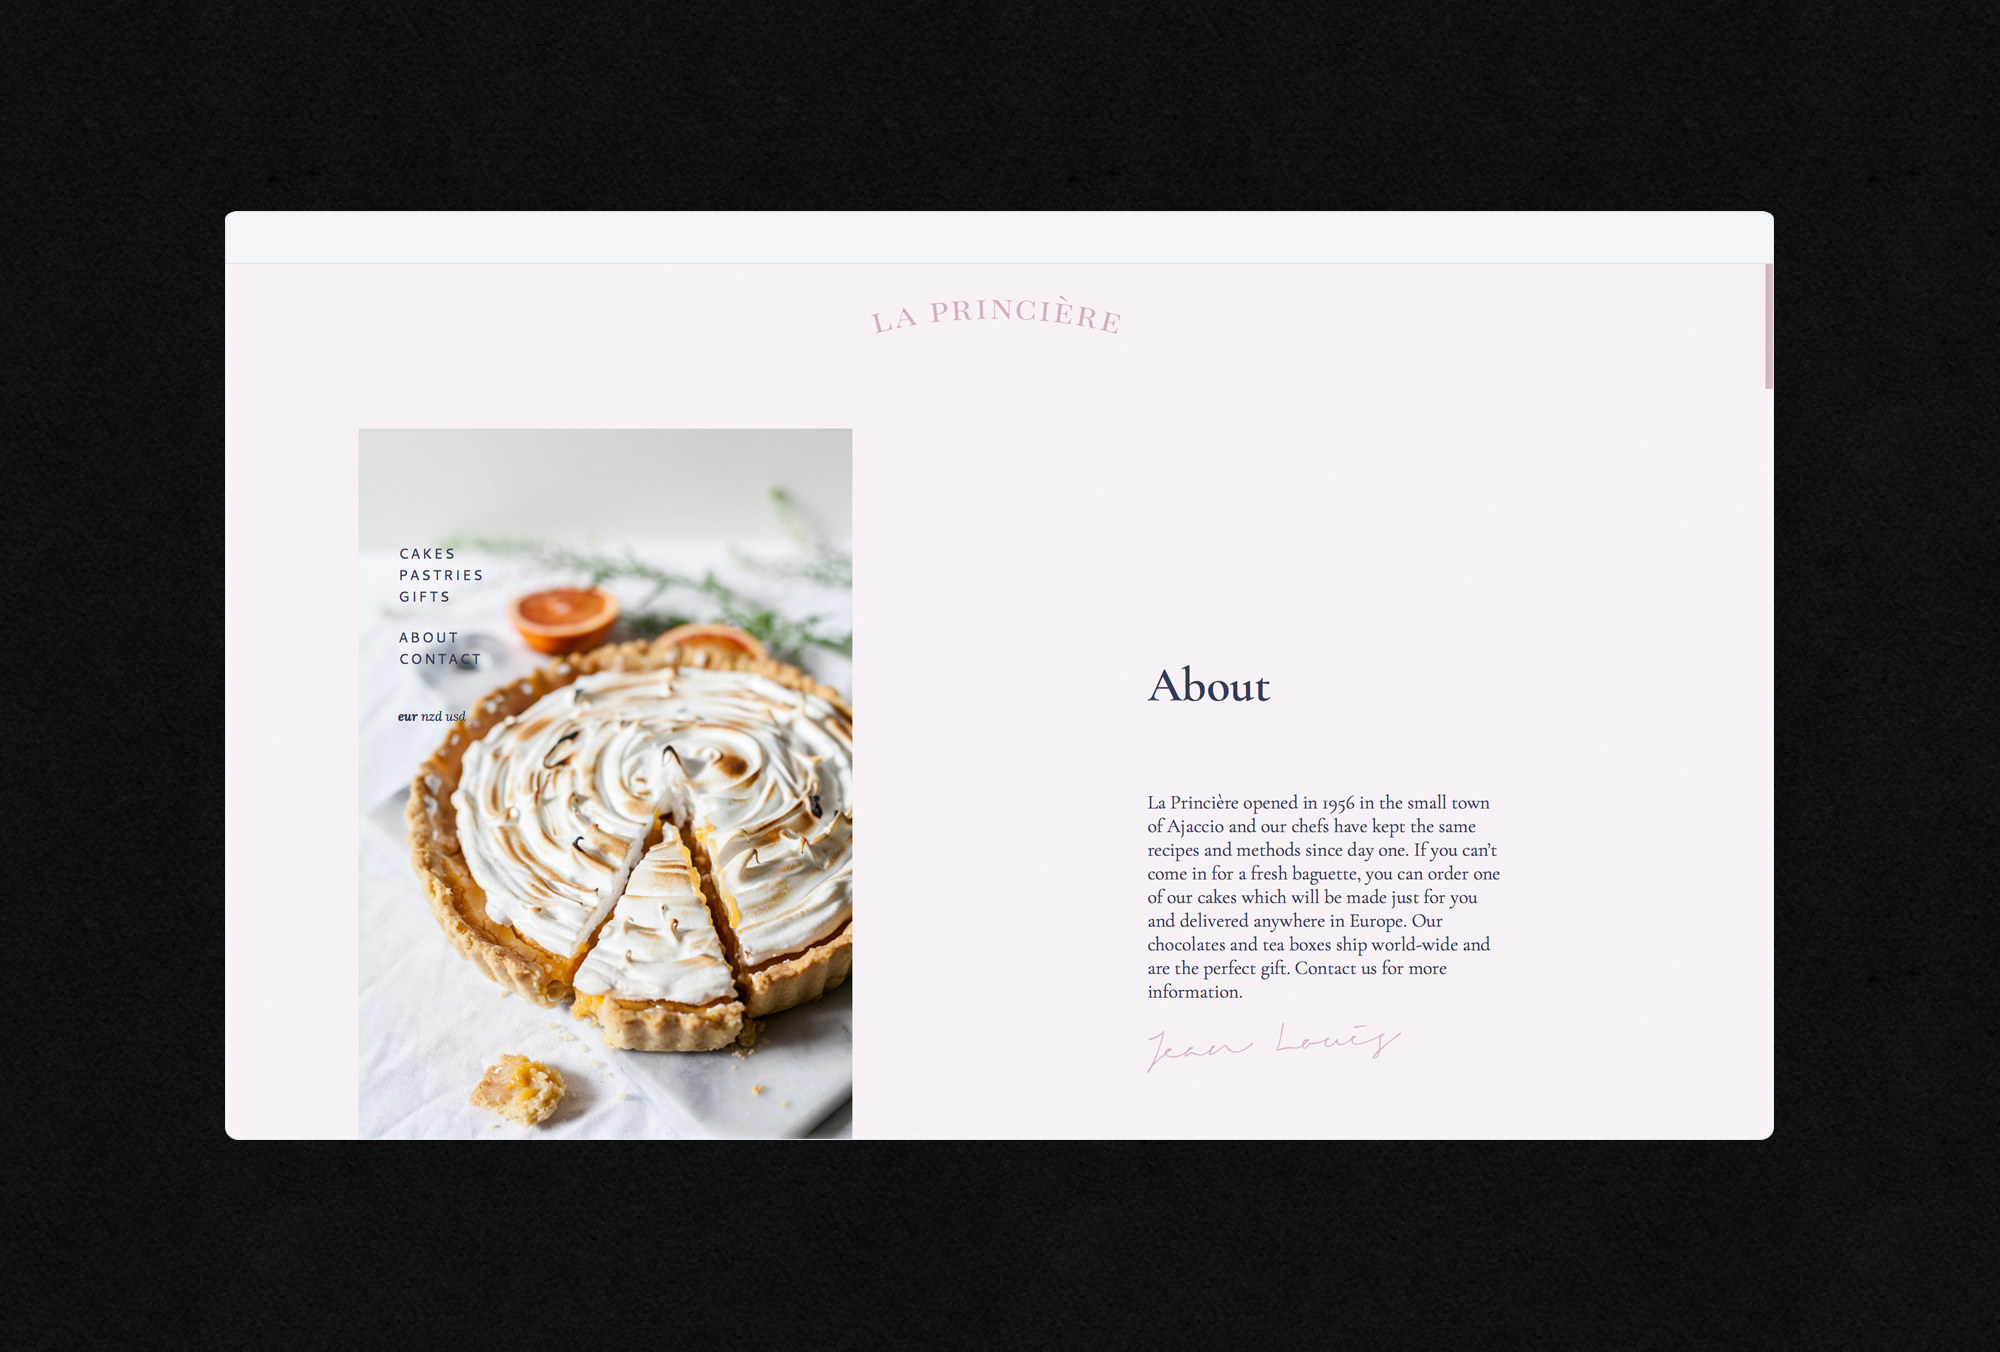 LA PRINCIÈRE
CAKES
PASTRIES
GIFTS
ABOUT
CONTACT
eur nzd usd
About
La Princière opened in 1956 in the small town
of Ajaccio and our chefs have kept the same
recipes and methods since day one. If you can't
come in for a fresh baguette, you can order one
of our cakes which will be made just for you
and delivered anywhere in Europe. Our
chocolates and tea boxes ship world-wide and
are the perfect gift. Contact us for more
information.
Jean Louis